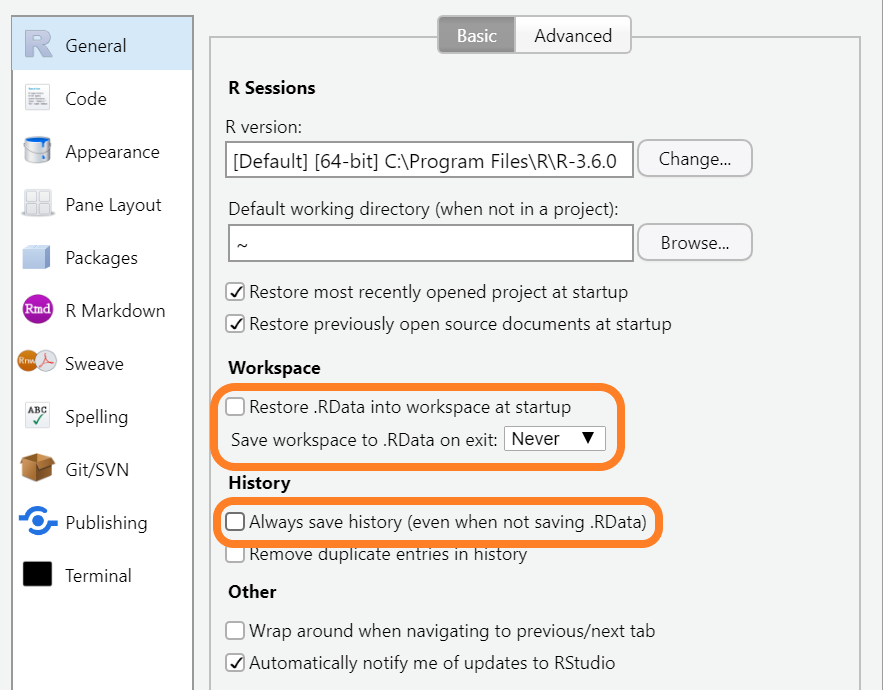 General
Code
Appearance
Pane Layout
Packages
Rmd R Markdown
Rnw Sweave
ABC Spelling
Git/SVN
Publishing
Terminal
Basic Advanced
R Sessions
R version:
[Default] [64-bit] C:\Program Files\R\R-3.6.0 Change...
Default working directory (when not in a project):
~ Browse...
Restore most recently opened project at startup
Restore previously open source documents at startup
Workspace
Restore .RData into workspace at startup
Save workspace to .RData on exit: Never
History
Always save history (even when not saving .RData)
Remove duplicate entries in history
Other
Wrap around when navigating to previous/next tab
Automatically notify me of updates to RStudio